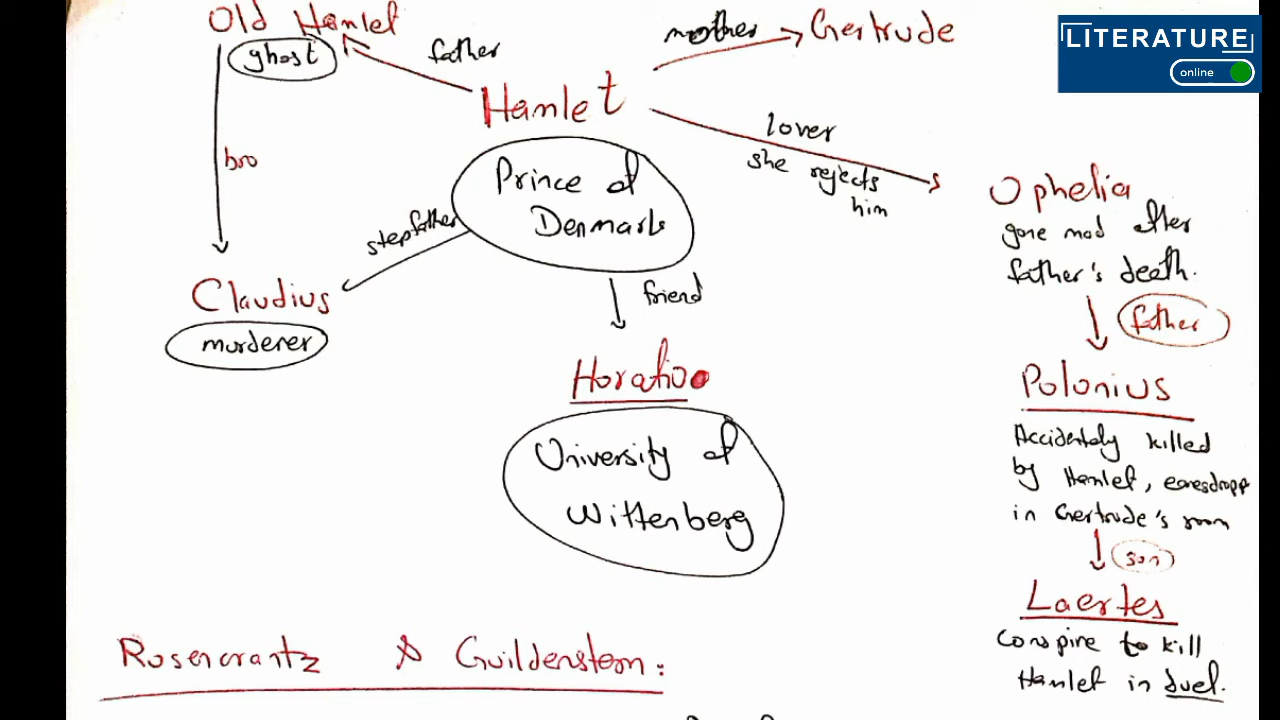 Old Hamlet
ghost
father
mother
Gertrude
LITERATURE
online
Hamlet
Prince of
Denmark
bro
lover
she rejects
him
Ophelia
gone mad after
father's death.
stepfather
Claudius
murderer
friend
father
Horatio
University of
Wittenberg
Polonius
Accidentaly killed
by Hamlet, eavesdropp
in Gertrude's room
son
Laertes
Conspire to kill
Hamlet in duel.
Rosencrantz & Guildenstern: